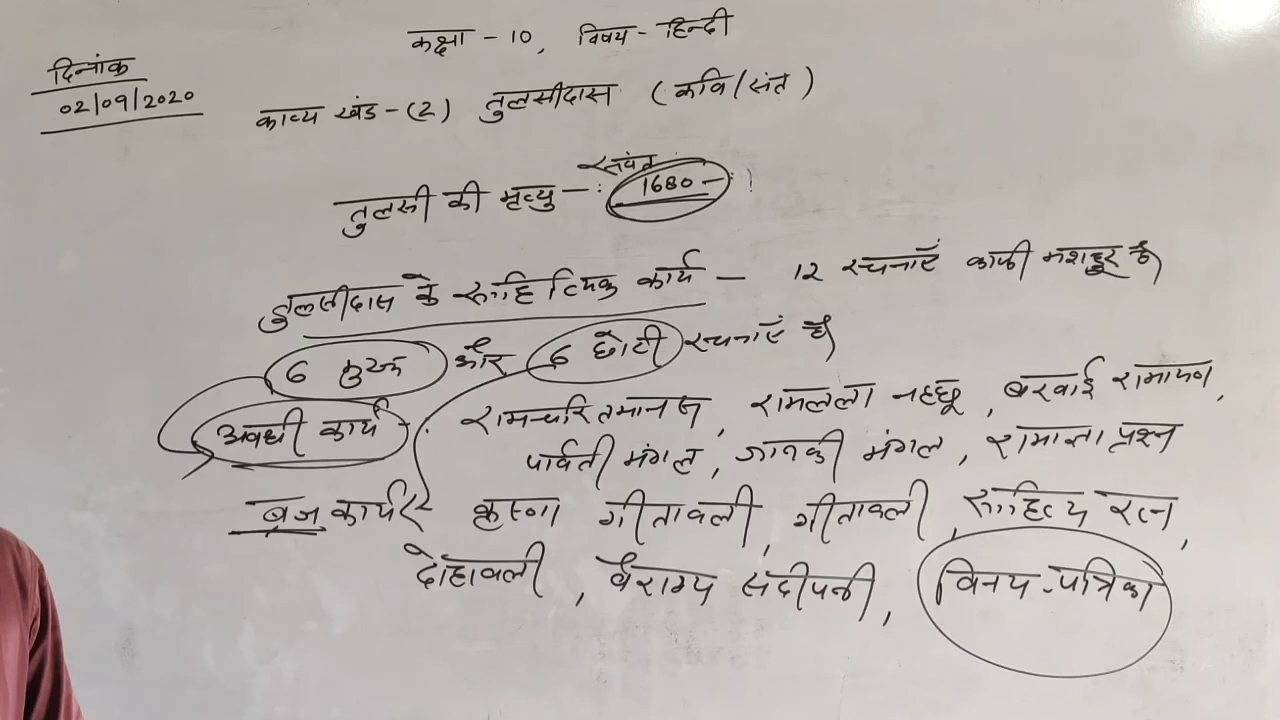 कक्षा - 10, विषय - हिन्दी
दिनांक
02/09/2020
काव्य खंड - (2) तुलसीदास (कवि/संत)
संवत
तुलसी की मृत्यु - : 1680 - :
तुलसीदास के साहित्यिक कार्य - 12 रचनाएँ काफी मशहूर है
6 मुख्य और 6 छोटी रचनाएँ है
अवधी कार्य - रामचरितमानस, रामलला नहछू, बरवाई रामायण,
पार्वती मंगल, जानकी मंगल, रामाज्ञा प्रश्न
ब्रज कार्य - कृष्णा गीतावली, गीतावली, साहित्य रत्न,
दोहावली, वैराग्य संदीपनी, विनय-पत्रिका